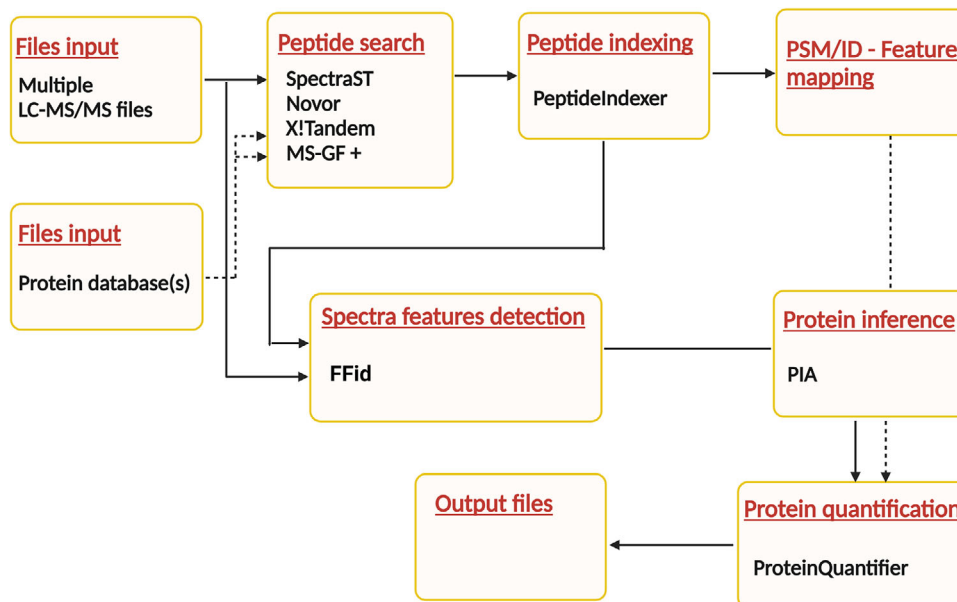 Files input
Multiple
LC-MS/MS files
Peptide search
SpectraST
Novor
X!Tandem
MS-GF +
Peptide indexing
PeptideIndexer
PSM/ID - Feature
mapping
Files input
Protein database(s)
Spectra features detection
FFid
Protein inference
PIA
Output files
Protein quantification
ProteinQuantifier